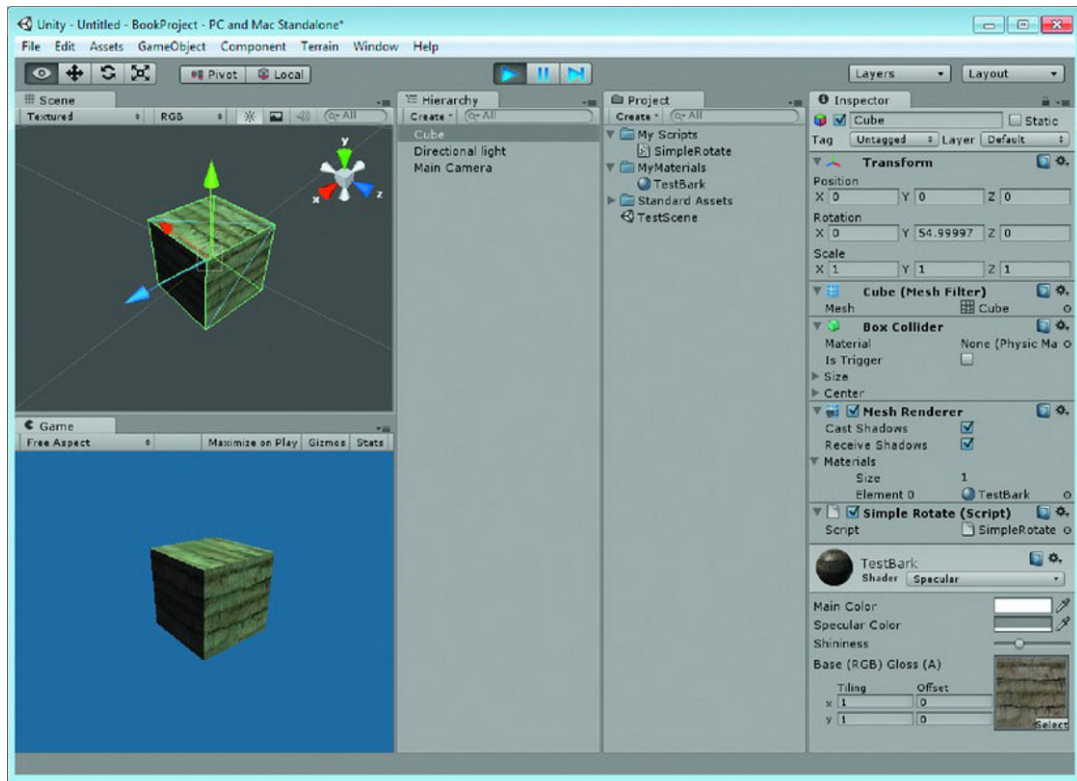 Unity - Untitled - BookProject - PC and Mac Standalone*
File Edit Assets GameObject Component Terrain Window Help
Pivot Local Layers Layout
Scene
Textured RGB All
y
x z
Game
Free Aspect Maximize on Play Gizmos Stats
Hierarchy
Create All
Cube
Directional light
Main Camera
Project
Create All
My Scripts
SimpleRotate
MyMaterials
TestBark
Standard Assets
TestScene
Inspector
Cube Static
Tag Untagged Layer Default
Transform
Position
X 0 Y 0 Z 0
Rotation
X 0 Y 54.99997 Z 0
Scale
X 1 Y 1 Z 1
Cube (Mesh Filter)
Mesh Cube
Box Collider
Material None (Physic Ma
Is Trigger
Size
Center
Mesh Renderer
Cast Shadows
Receive Shadows
Materials
Size 1
Element 0 TestBark
Simple Rotate (Script)
Script SimpleRotate
TestBark
Shader Specular
Main Color
Specular Color
Shininess
Base (RGB) Gloss (A)
Tiling Offset
x 1 0
y 1 0
Select